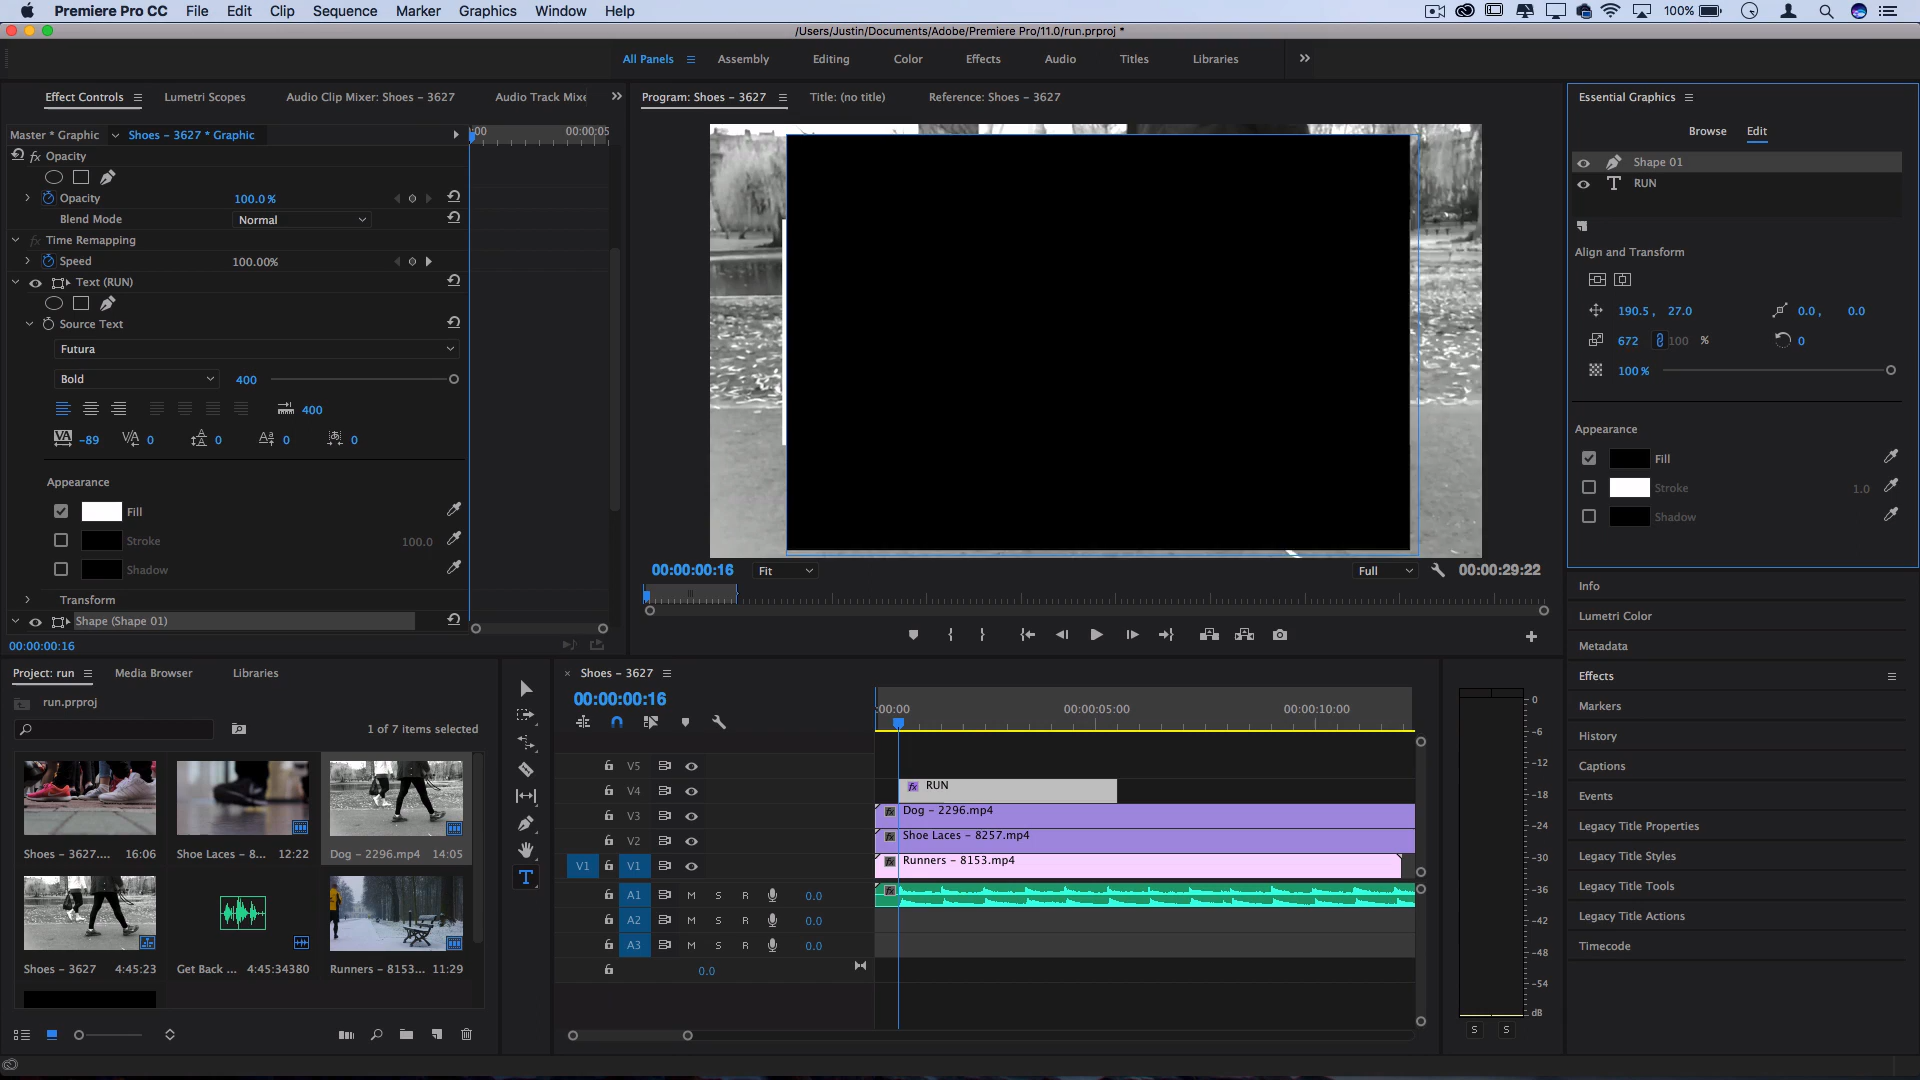 Premiere Pro CC File Edit Clip Sequence Marker Graphics Window Help 100%
/Users/Justin/Documents/Adobe/Premiere Pro/11.0/run.prproj *
All Panels Assembly Editing Color Effects Audio Titles Libraries
Effect Controls Lumetri Scopes Audio Clip Mixer: Shoes - 3627 Audio Track Mixe
Master * Graphic Shoes - 3627 * Graphic
:00 00:00:05
fx Opacity
Opacity 100.0 %
Blend Mode Normal
fx Time Remapping
Speed 100.00%
Text (RUN)
Source Text
Futura
Bold 400
400
-89 0 0 0 0
Appearance
Fill
Stroke 100.0
Shadow
Transform
Shape (Shape 01)
00:00:00:16
Program: Shoes - 3627 Title: (no title) Reference: Shoes - 3627
00:00:00:16 Fit Full 00:00:29:22
Essential Graphics
Browse Edit
Shape 01
T RUN
Align and Transform
190.5 , 27.0 0.0 , 0.0
672 100 % 0
100 %
Appearance
Fill
Stroke 1.0
Shadow
Info
Lumetri Color
Metadata
Effects
Markers
History
Captions
Events
Legacy Title Properties
Legacy Title Styles
Legacy Title Tools
Legacy Title Actions
Timecode
Project: run Media Browser Libraries
run.prproj
1 of 7 items selected
Shoes - 3627.... 16:06 Shoe Laces - 8... 12:22 Dog - 2296.mp4 14:05
Shoes - 3627 4:45:23 Get Back ... 4:45:34380 Runners - 8153... 11:29
T
× Shoes - 3627
00:00:00:16
:00:00 00:00:05:00 00:00:10:00
V5
V4 fx RUN
V3 fx Dog - 2296.mp4
V2 fx Shoe Laces - 8257.mp4
V1 V1 fx Runners - 8153.mp4
A1 M S R 0.0 fx
A2 M S R 0.0
A3 M S R 0.0
0.0
0
-6
-12
-18
-24
-30
-36
-42
-48
-54
dB
S S